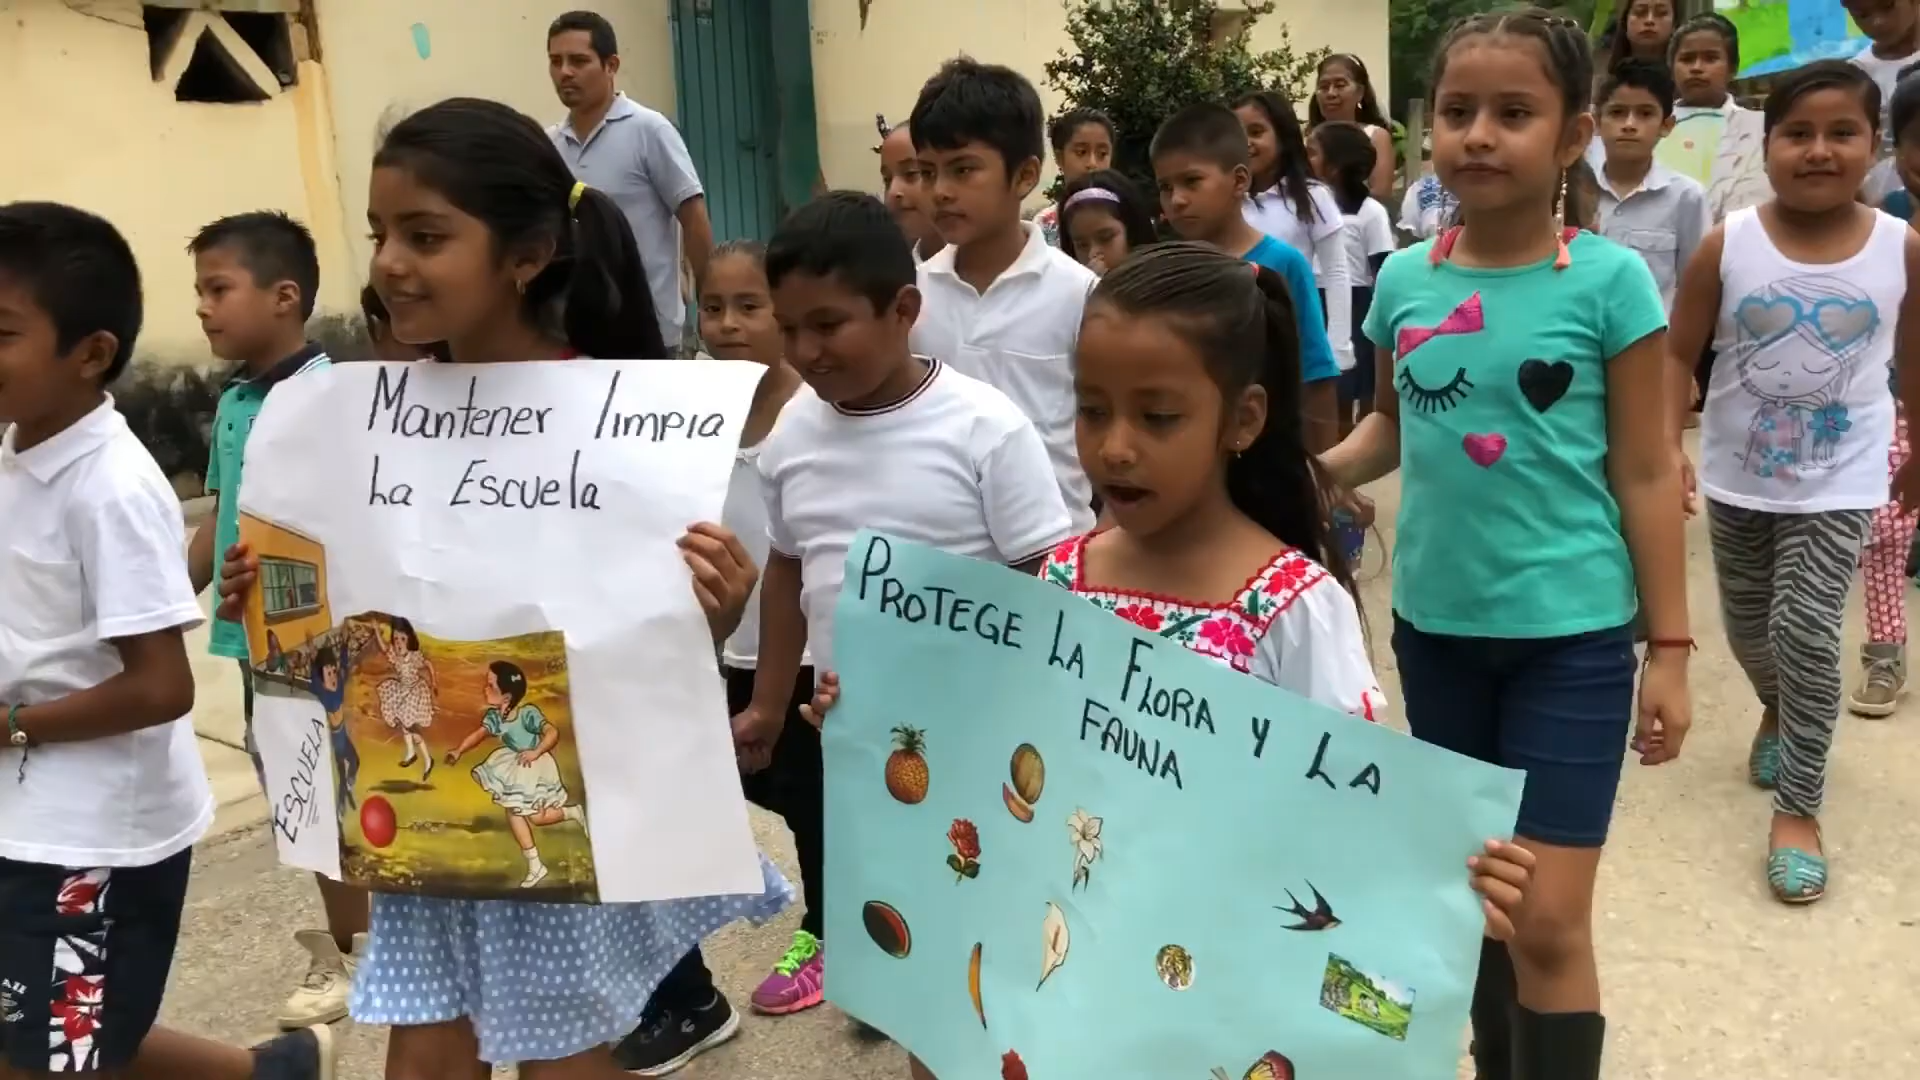 Mantener limpia
La Escuela
ESCUELA
PROTEGE LA FLORA Y LA
FAUNA